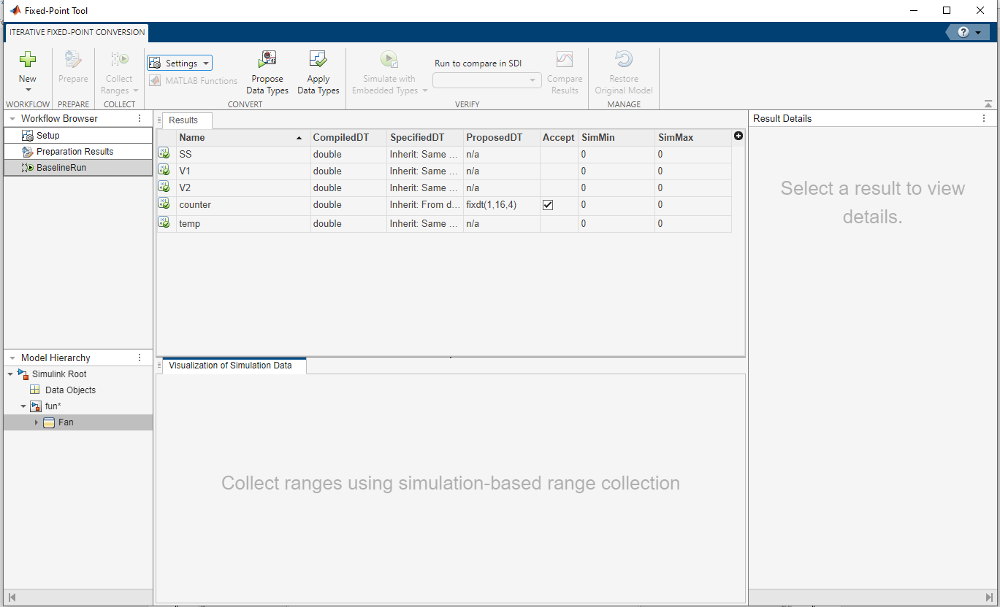 Fixed-Point Tool
ITERATIVE FIXED-POINT CONVERSION
?
New
Prepare
Collect
Ranges
Settings
MATLAB Functions
Propose
Data Types
Apply
Data Types
Simulate with
Embedded Types
Run to compare in SDI
Compare
Results
Restore
Original Model
WORKFLOW PREPARE COLLECT CONVERT VERIFY MANAGE
Workflow Browser
Setup
Preparation Results
BaselineRun
Model Hierarchy
Simulink Root
Data Objects
fun*
Fan
Results
Name CompiledDT SpecifiedDT ProposedDT Accept SimMin SimMax
SS double Inherit: Same ... n/a 0 0
V1 double Inherit: Same ... n/a 0 0
V2 double Inherit: Same ... n/a 0 0
counter double Inherit: From d... fixdt(1,16,4) 0 0
temp double Inherit: Same ... n/a 0 0
Visualization of Simulation Data
Collect ranges using simulation-based range collection
Result Details
Select a result to view
details.